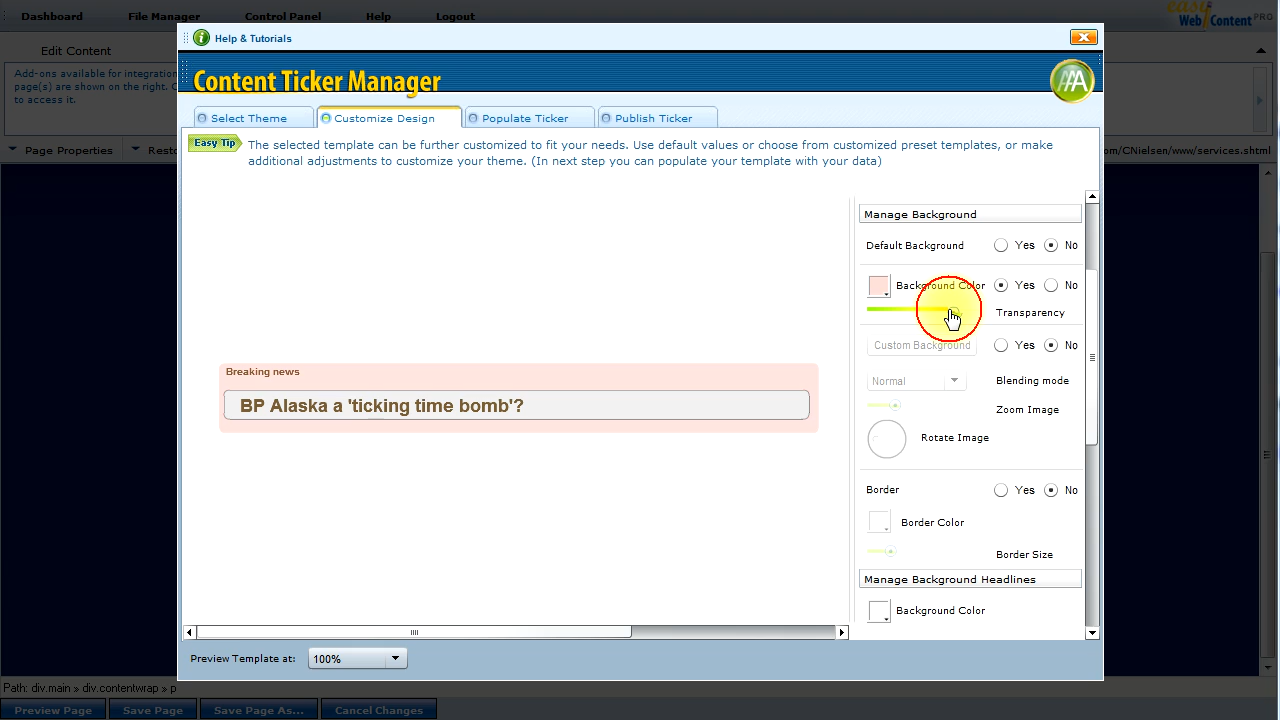 Dashboard File Manager Control Panel Help Logout
easy
Web Content PRO
Edit Content
Add-ons available for integration
page(s) are shown on the right.
to access it.
Page Properties
com/CNielsen/www/services.shtml
Help & Tutorials
Content Ticker Manager
Select Theme Customize Design Populate Ticker Publish Ticker
Easy Tip The selected template can be further customized to fit your needs. Use default values or choose from customized preset templates, or make
additional adjustments to customize your theme. (In next step you can populate your template with your data)
Breaking news
BP Alaska a 'ticking time bomb'?
Manage Background
Default Background Yes No
Background Color Yes No
Transparency
Custom Background Yes No
Normal Blending mode
Zoom Image
Rotate Image
Border Yes No
Border Color
Border Size
Manage Background Headlines
Background Color
Preview Template at: 100%
Path: div.main » div.contentwrap » p
Preview Page Save Page Save Page As... Cancel Changes